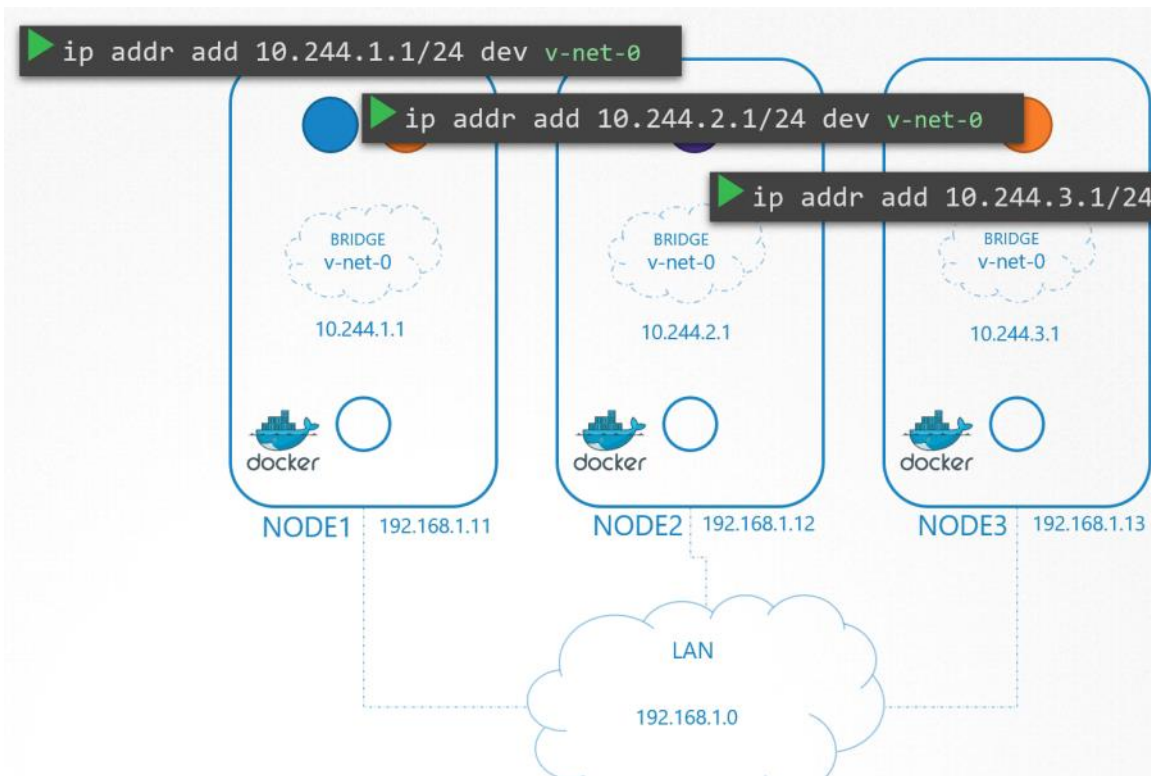 ip addr add 10.244.1.1/24 dev v-net-0
ip addr add 10.244.2.1/24 dev v-net-0
ip addr add 10.244.3.1/24
BRIDGE
v-net-0
10.244.1.1
BRIDGE
v-net-0
10.244.2.1
BRIDGE
v-net-0
10.244.3.1
docker
docker
docker
NODE1 192.168.1.11
NODE2 192.168.1.12
NODE3 192.168.1.13
LAN
192.168.1.0